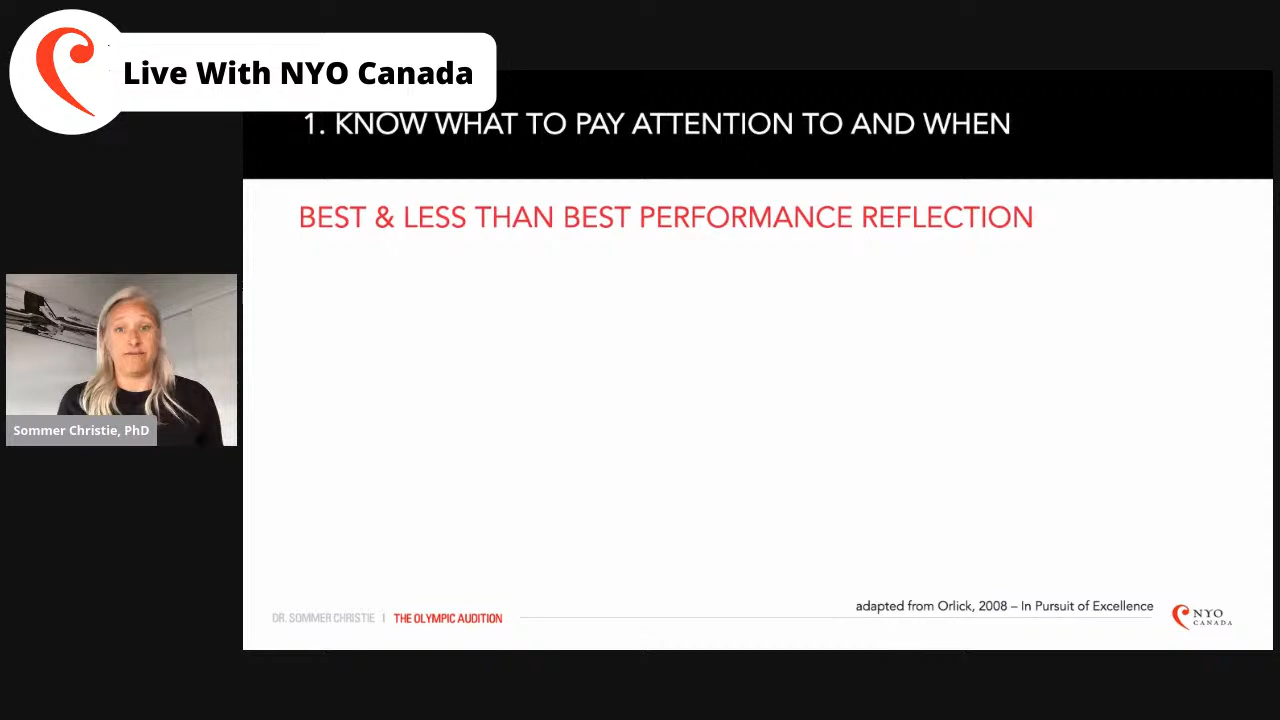 Live With NYO Canada
1. KNOW WHAT TO PAY ATTENTION TO AND WHEN
BEST & LESS THAN BEST PERFORMANCE REFLECTION
Sommer Christie, PhD
adapted from Orlick, 2008 – In Pursuit of Excellence
DR. SOMMER CHRISTIE | THE OLYMPIC AUDITION
NYO
CANADA